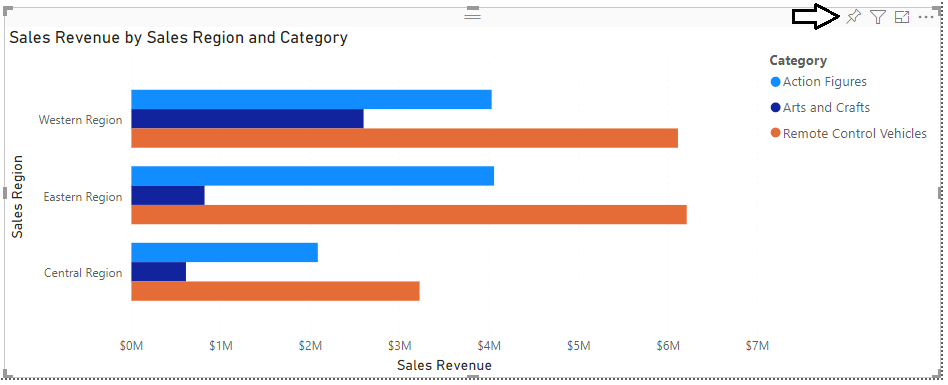 Sales Revenue by Sales Region and Category
Category
Action Figures
Arts and Crafts
Remote Control Vehicles
Sales Region
Western Region
Eastern Region
Central Region
$0M $1M $2M $3M $4M $5M $6M $7M
Sales Revenue